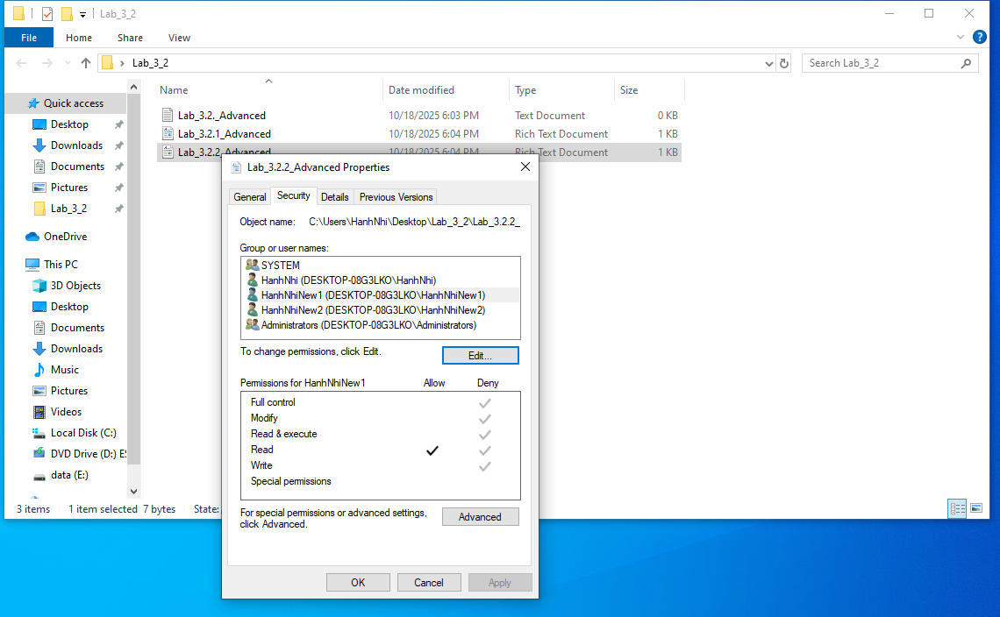 Lab_3_2
File Home Share View
Lab_3_2 Search Lab_3_2
Name Date modified Type Size
Lab_3.2._Advanced 10/18/2025 6:03 PM Text Document 0 KB
Lab_3.2.1_Advanced 10/18/2025 6:04 PM Rich Text Document 1 KB
Lab_3.2.2_Advanced 10/18/2025 6:04 PM Rich Text Document 1 KB
Quick access
Desktop
Downloads
Documents
Pictures
Lab_3_2
OneDrive
This PC
3D Objects
Desktop
Documents
Downloads
Music
Pictures
Videos
Local Disk (C:)
DVD Drive (D:) ES
data (E:)
3 items 1 item selected 7 bytes State:
Lab_3.2.2_Advanced Properties
General Security Details Previous Versions
Object name: C:\Users\HanhNhi\Desktop\Lab_3_2\Lab_3.2.2_
Group or user names:
SYSTEM
HanhNhi (DESKTOP-08G3LKO\HanhNhi)
HanhNhiNew1 (DESKTOP-08G3LKO\HanhNhiNew1)
HanhNhiNew2 (DESKTOP-08G3LKO\HanhNhiNew2)
Administrators (DESKTOP-08G3LKO\Administrators)
To change permissions, click Edit.
Edit...
Permissions for HanhNhiNew1 Allow Deny
Full control
Modify
Read & execute
Read
Write
Special permissions
For special permissions or advanced settings,
click Advanced.
Advanced
OK Cancel Apply